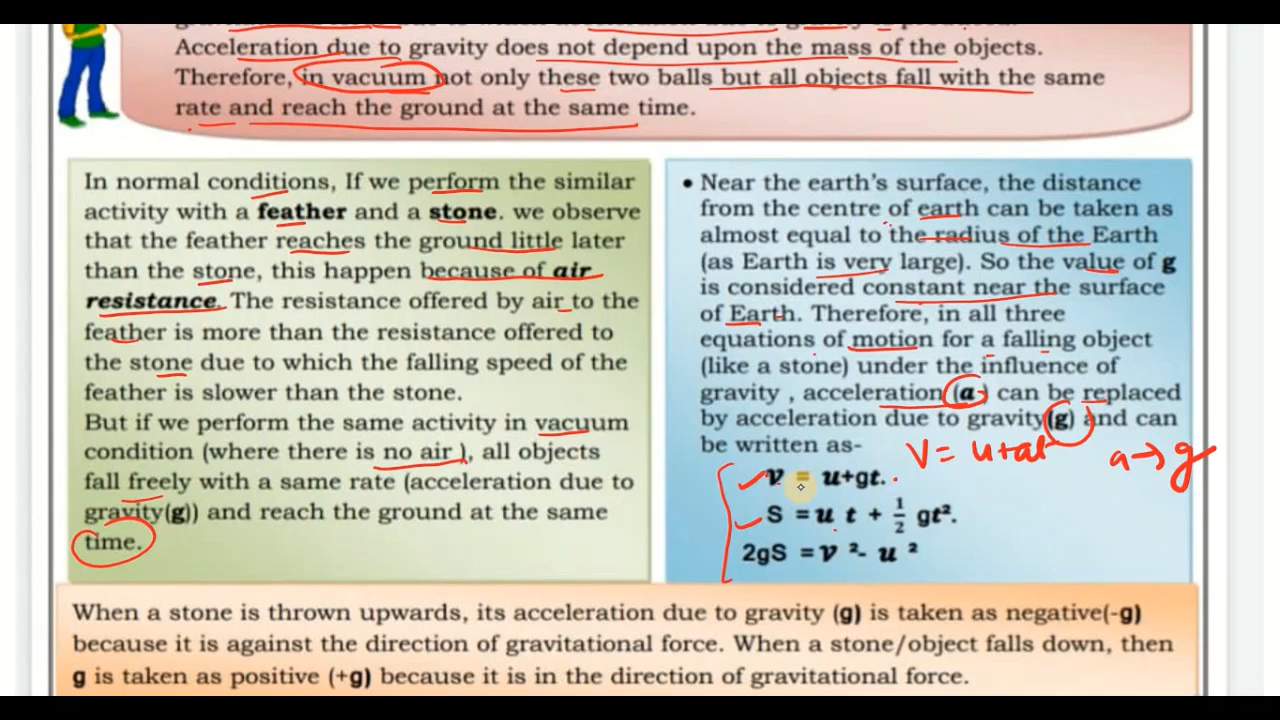 Acceleration due to gravity does not depend upon the mass of the objects.
Therefore, in vacuum not only these two balls but all objects fall with the same
rate and reach the ground at the same time.
In normal conditions, If we perform the similar
activity with a feather and a stone. we observe
that the feather reaches the ground little later
than the stone, this happen because of air
resistance. The resistance offered by air to the
feather is more than the resistance offered to
the stone due to which the falling speed of the
feather is slower than the stone.
But if we perform the same activity in vacuum
condition (where there is no air ), all objects
fall freely with a same rate (acceleration due to
gravity(g)) and reach the ground at the same
time.
• Near the earth's surface, the distance
from the centre of earth can be taken as
almost equal to the radius of the Earth
(as Earth is very large). So the value of g
is considered constant near the surface
of Earth. Therefore, in all three
equations of motion for a falling object
(like a stone) under the influence of
gravity , acceleration (a ) can be replaced
by acceleration due to gravity(g) and can
be written as-
V = u+at
a → g
v = u+gt.
S = u t + 1/2 gt².
2gS = v ²- u ²
When a stone is thrown upwards, its acceleration due to gravity (g) is taken as negative(-g)
because it is against the direction of gravitational force. When a stone/object falls down, then
g is taken as positive (+g) because it is in the direction of gravitational force.